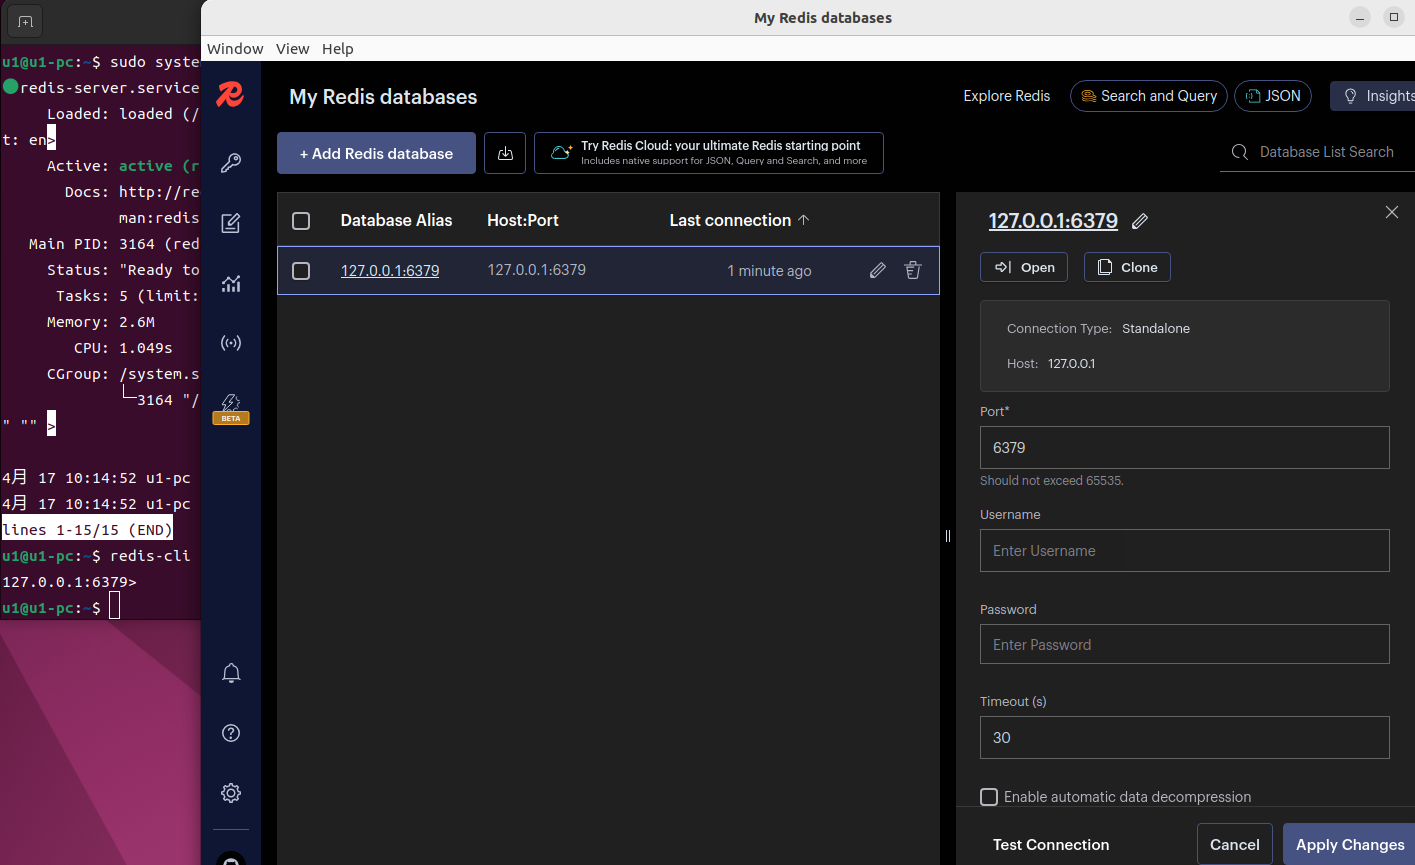 My Redis databases
Window View Help
u1@u1-pc:~$ sudo syste
redis-server.service
Loaded: loaded (/
t: en>
Active: active (r
Docs: http://re
man:redis
Main PID: 3164 (red
Status: "Ready to
Tasks: 5 (limit:
Memory: 2.6M
CPU: 1.049s
CGroup: /system.s
└─3164 "/
" "" >
4月 17 10:14:52 u1-pc
4月 17 10:14:52 u1-pc
lines 1-15/15 (END)
u1@u1-pc:~$ redis-cli
127.0.0.1:6379>
u1@u1-pc:~$
BETA
My Redis databases
Explore Redis
Search and Query
JSON
Insights
+ Add Redis database
Try Redis Cloud: your ultimate Redis starting point
Includes native support for JSON, Query and Search, and more
Database List Search
Database Alias Host:Port Last connection ↑
127.0.0.1:6379 127.0.0.1:6379 1 minute ago
127.0.0.1:6379
Open
Clone
Connection Type: Standalone
Host: 127.0.0.1
Port*
6379
Should not exceed 65535.
Username
Enter Username
Password
Enter Password
Timeout (s)
30
Enable automatic data decompression
Test Connection
Cancel
Apply Changes